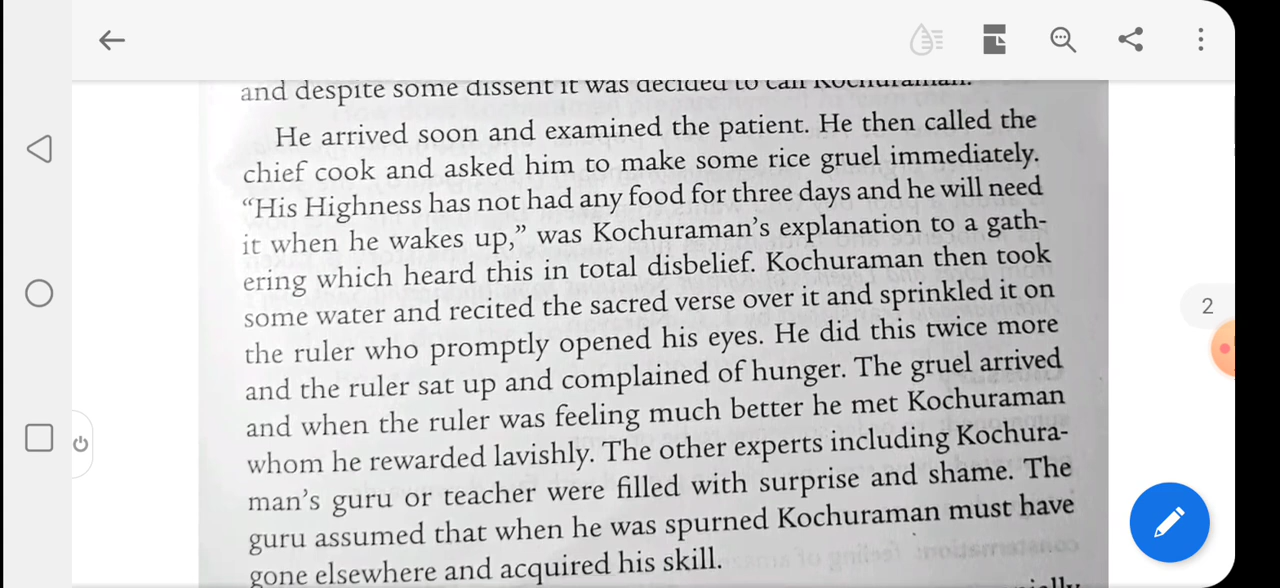 and despite some dissent it was decided to call Kochuraman.
He arrived soon and examined the patient. He then called the
chief cook and asked him to make some rice gruel immediately.
“His Highness has not had any food for three days and he will need
it when he wakes up,” was Kochuraman’s explanation to a gath-
ering which heard this in total disbelief. Kochuraman then took
some water and recited the sacred verse over it and sprinkled it on
the ruler who promptly opened his eyes. He did this twice more
and the ruler sat up and complained of hunger. The gruel arrived
and when the ruler was feeling much better he met Kochuraman
whom he rewarded lavishly. The other experts including Kochura-
man’s guru or teacher were filled with surprise and shame. The
guru assumed that when he was spurned Kochuraman must have
gone elsewhere and acquired his skill.
2